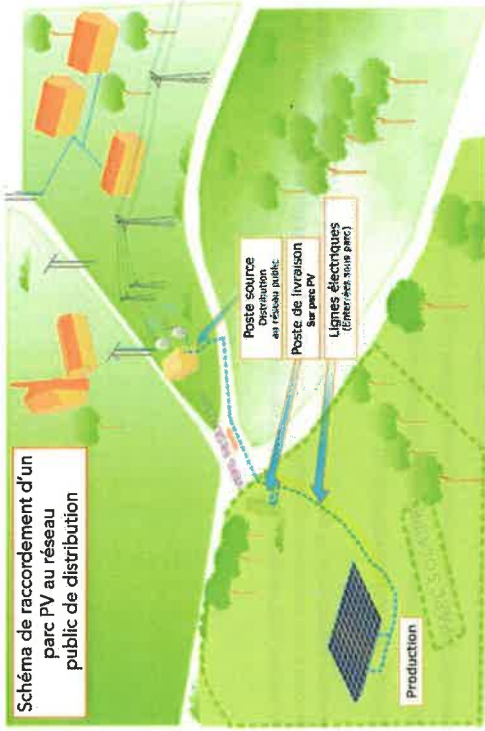 Schéma de raccordement d'un
parc PV au réseau
public de distribution
Poste source
Distribution
au réseau public
Poste de livraison
Sur parc PV
Lignes électriques
(Enterrées sous parc)
Production
PARC SOLAIRE